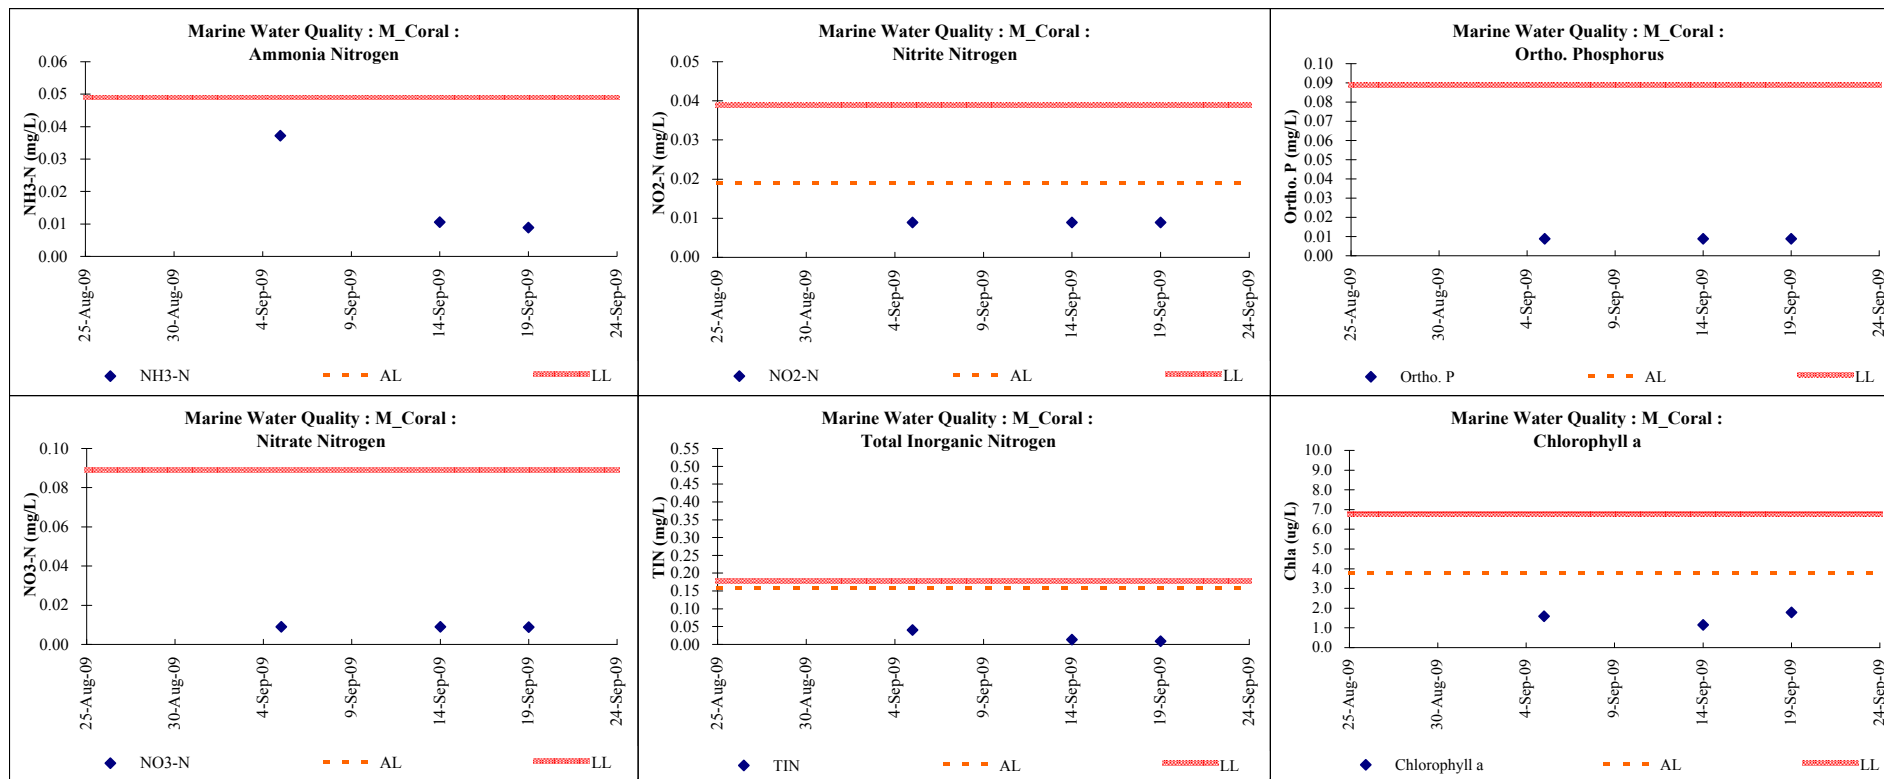 Marine Water Quality : M_Coral :
Ammonia Nitrogen
NH3-N (mg/L)
0.06
0.05
0.04
0.03
0.02
0.01
0.00
25-Aug-09
30-Aug-09
4-Sep-09
9-Sep-09
14-Sep-09
19-Sep-09
24-Sep-09
NH3-N AL LL
Marine Water Quality : M_Coral :
Nitrite Nitrogen
NO2-N (mg/L)
0.05
0.04
0.03
0.02
0.01
0.00
25-Aug-09
30-Aug-09
4-Sep-09
9-Sep-09
14-Sep-09
19-Sep-09
24-Sep-09
NO2-N AL LL
Marine Water Quality : M_Coral :
Ortho. Phosphorus
Ortho. P (mg/L)
0.10
0.09
0.08
0.07
0.06
0.05
0.04
0.03
0.02
0.01
0.00
25-Aug-09
30-Aug-09
4-Sep-09
9-Sep-09
14-Sep-09
19-Sep-09
24-Sep-09
Ortho. P AL LL
Marine Water Quality : M_Coral :
Nitrate Nitrogen
NO3-N (mg/L)
0.10
0.08
0.06
0.04
0.02
0.00
25-Aug-09
30-Aug-09
4-Sep-09
9-Sep-09
14-Sep-09
19-Sep-09
24-Sep-09
NO3-N AL LL
Marine Water Quality : M_Coral :
Total Inorganic Nitrogen
TIN (mg/L)
0.55
0.50
0.45
0.40
0.35
0.30
0.25
0.20
0.15
0.10
0.05
0.00
25-Aug-09
30-Aug-09
4-Sep-09
9-Sep-09
14-Sep-09
19-Sep-09
24-Sep-09
TIN AL LL
Marine Water Quality : M_Coral :
Chlorophyll a
Chla (ug/L)
10.0
9.0
8.0
7.0
6.0
5.0
4.0
3.0
2.0
1.0
0.0
25-Aug-09
30-Aug-09
4-Sep-09
9-Sep-09
14-Sep-09
19-Sep-09
24-Sep-09
Chlorophyll a AL LL